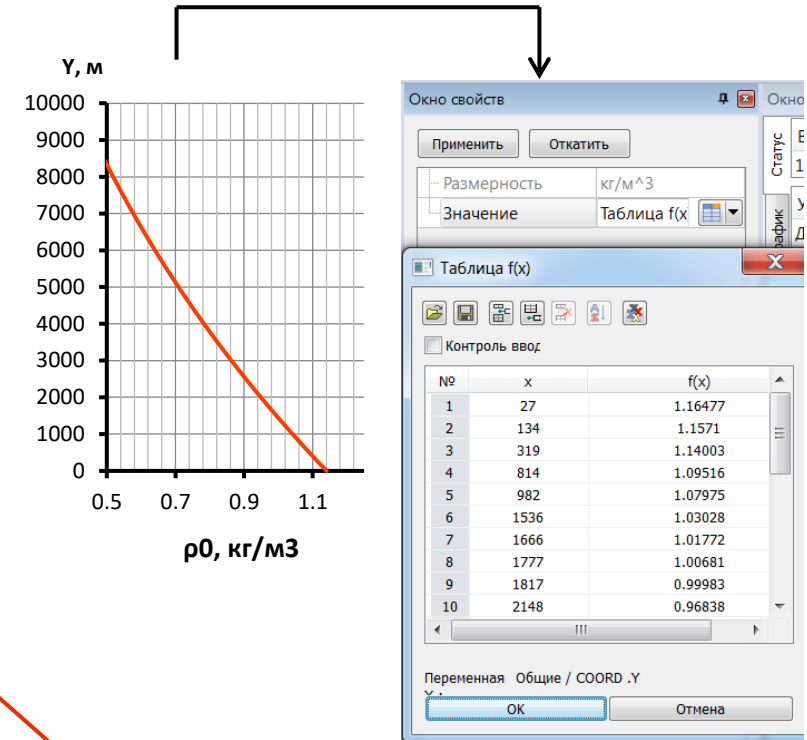 Y, м
10000
9000
8000
7000
6000
5000
4000
3000
2000
1000
0
0.5 0.7 0.9 1.1
ρ0, кг/м3
Окно свойств
Окно
Применить Откатить
Статус
Размерность кг/м^3
Значение Таблица f(x
Таблица f(x)
Контроль ввод
№ x f(x)
1 27 1.16477
2 134 1.1571
3 319 1.14003
4 814 1.09516
5 982 1.07975
6 1536 1.03028
7 1666 1.01772
8 1777 1.00681
9 1817 0.99983
10 2148 0.96838
Переменная Общие / COORD .Y
OK Отмена